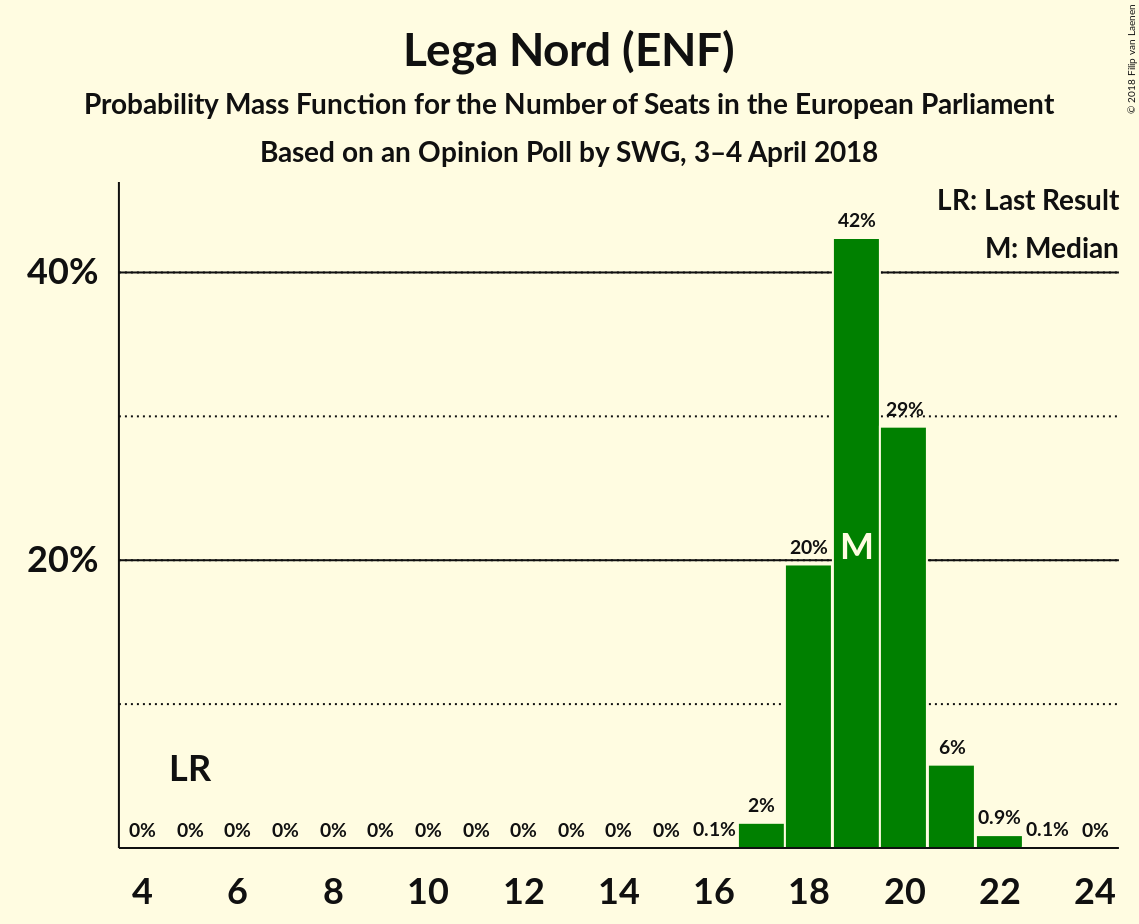 Lega Nord (ENF)
Probability Mass Function for the Number of Seats in the European Parliament
Based on an Opinion Poll by SWG, 3–4 April 2018
© 2018 Filip van Laenen
LR: Last Result
M: Median
40%
20%
42%
29%
20%
M
6%
LR
2%
0% 0% 0% 0% 0% 0% 0% 0% 0% 0% 0% 0% 0.1% 0.9% 0.1% 0%
4 6 8 10 12 14 16 18 20 22 24